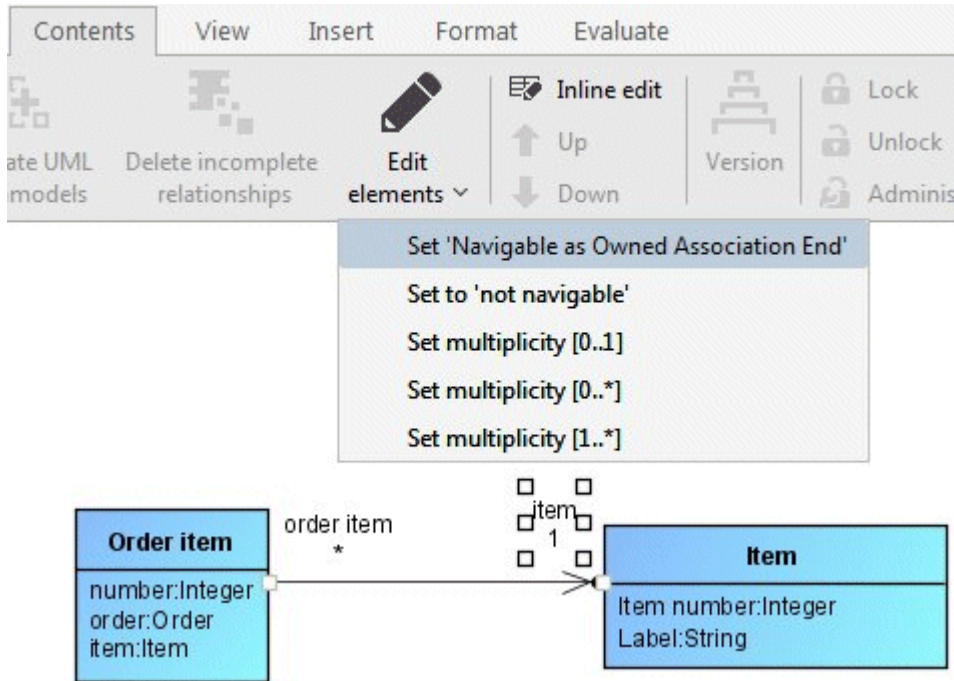 Contents View Insert Format Evaluate
Inline edit Lock
Up Unlock
ate UML Delete incomplete Edit Version
models relationships elements Down Adminis
Set 'Navigable as Owned Association End'
Set to 'not navigable'
Set multiplicity [0..1]
Set multiplicity [0..*]
Set multiplicity [1..*]
order item
*
item
1
Order item
number:Integer
order:Order
item:Item
Item
Item number:Integer
Label:String